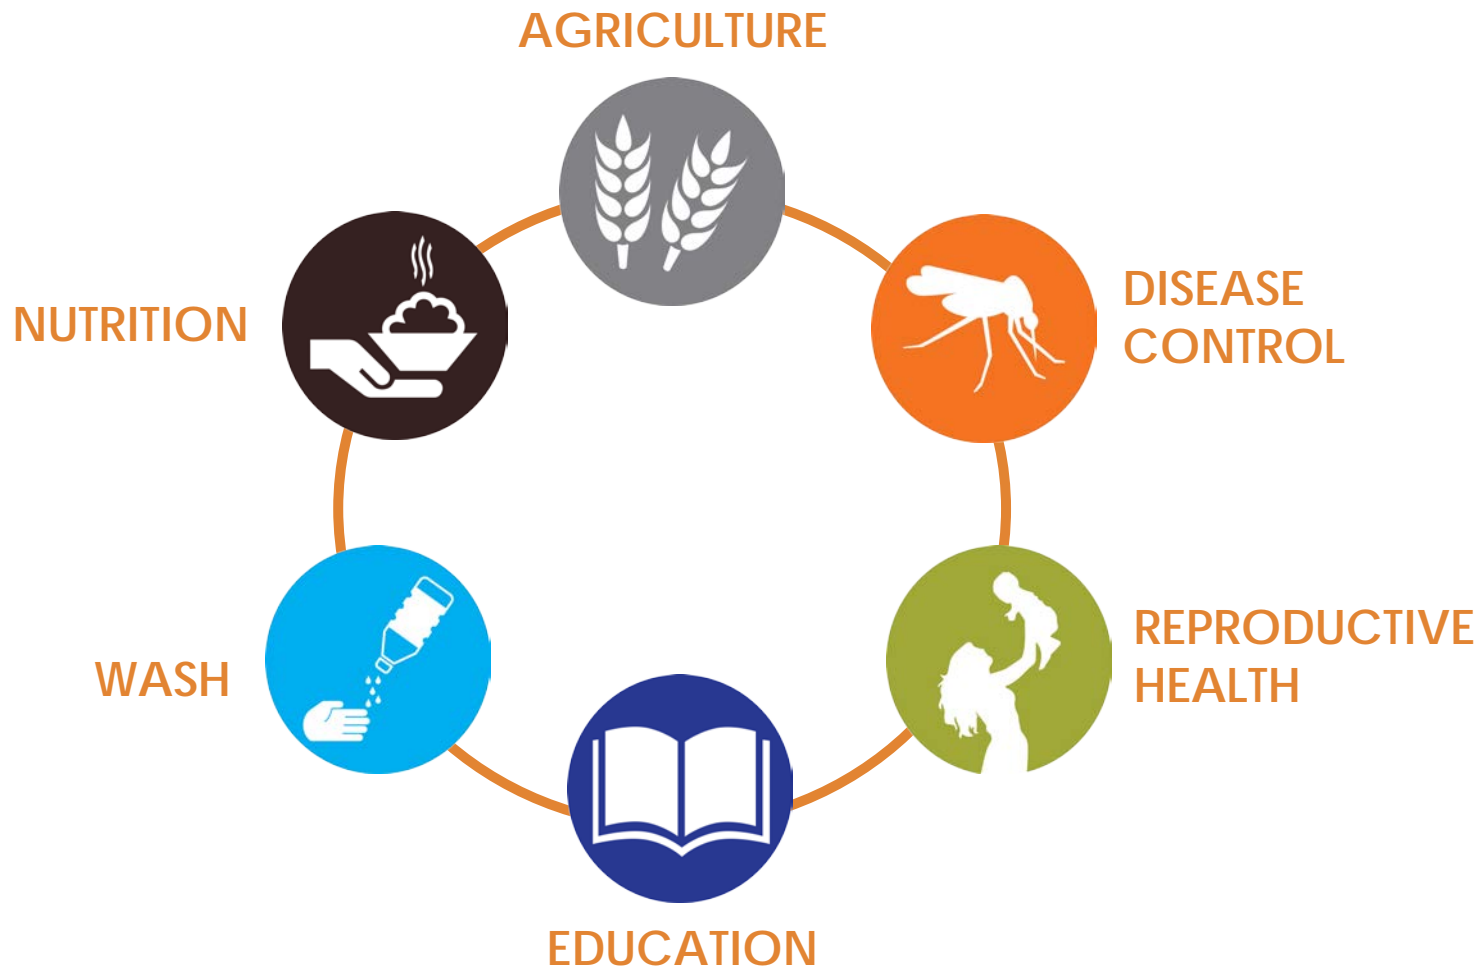 AGRICULTURE
DISEASE
CONTROL
NUTRITION
REPRODUCTIVE
HEALTH
WASH
EDUCATION